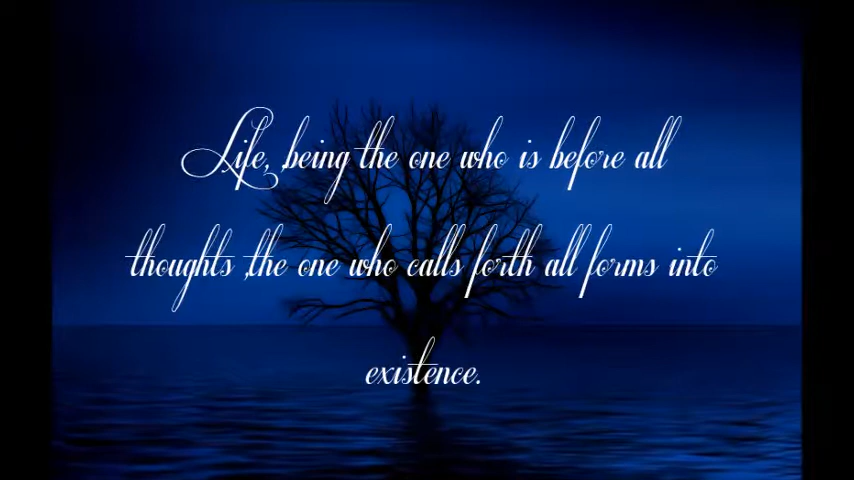 Life, being the one who is before all
thoughts ,the one who calls forth all forms into
existence.